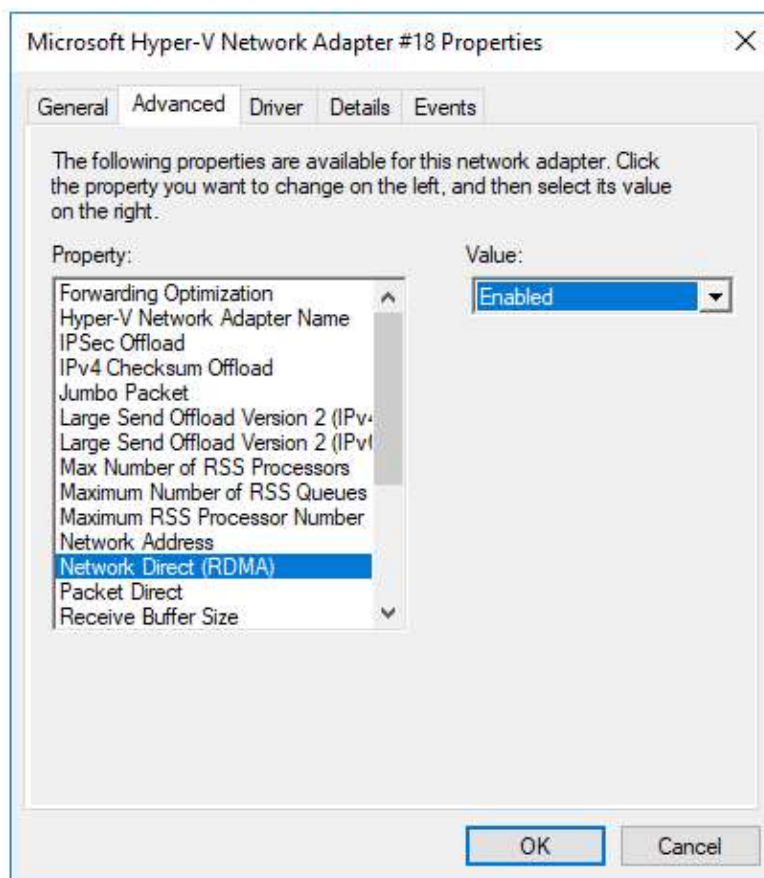 Microsoft Hyper-V Network Adapter #18 Properties
General Advanced Driver Details Events
The following properties are available for this network adapter. Click
the property you want to change on the left, and then select its value
on the right.
Property:
Value:
Forwarding Optimization
Enabled
Hyper-V Network Adapter Name
IPSec Offload
IPv4 Checksum Offload
Jumbo Packet
Large Send Offload Version 2 (IPv
Large Send Offload Version 2 (IPv
Max Number of RSS Processors
Maximum Number of RSS Queues
Maximum RSS Processor Number
Network Address
Network Direct (RDMA)
Packet Direct
Receive Buffer Size
OK
Cancel